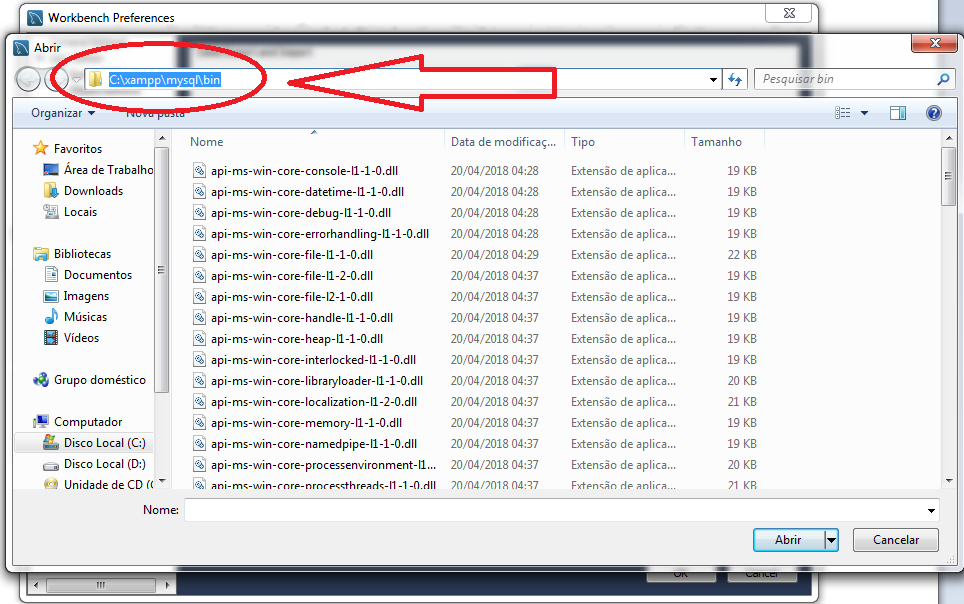 Workbench Preferences
Abrir
C:\xampp\mysql\bin
Pesquisar bin
Organizar Nova pasta
Favoritos
Área de Trabalho
Downloads
Locais
Bibliotecas
Documentos
Imagens
Músicas
Vídeos
Grupo doméstico
Computador
Disco Local (C:)
Disco Local (D:)
Unidade de CD (
Nome Data de modificaç... Tipo Tamanho
api-ms-win-core-console-l1-1-0.dll 20/04/2018 04:28 Extensão de aplica... 19 KB
api-ms-win-core-datetime-l1-1-0.dll 20/04/2018 04:28 Extensão de aplica... 19 KB
api-ms-win-core-debug-l1-1-0.dll 20/04/2018 04:28 Extensão de aplica... 19 KB
api-ms-win-core-errorhandling-l1-1-0.dll 20/04/2018 04:28 Extensão de aplica... 19 KB
api-ms-win-core-file-l1-1-0.dll 20/04/2018 04:29 Extensão de aplica... 22 KB
api-ms-win-core-file-l1-2-0.dll 20/04/2018 04:37 Extensão de aplica... 19 KB
api-ms-win-core-file-l2-1-0.dll 20/04/2018 04:37 Extensão de aplica... 19 KB
api-ms-win-core-handle-l1-1-0.dll 20/04/2018 04:37 Extensão de aplica... 19 KB
api-ms-win-core-heap-l1-1-0.dll 20/04/2018 04:37 Extensão de aplica... 19 KB
api-ms-win-core-interlocked-l1-1-0.dll 20/04/2018 04:37 Extensão de aplica... 19 KB
api-ms-win-core-libraryloader-l1-1-0.dll 20/04/2018 04:37 Extensão de aplica... 20 KB
api-ms-win-core-localization-l1-2-0.dll 20/04/2018 04:37 Extensão de aplica... 21 KB
api-ms-win-core-memory-l1-1-0.dll 20/04/2018 04:37 Extensão de aplica... 19 KB
api-ms-win-core-namedpipe-l1-1-0.dll 20/04/2018 04:37 Extensão de aplica... 19 KB
api-ms-win-core-processenvironment-l1... 20/04/2018 04:37 Extensão de aplica... 20 KB
api-ms-win-core-processthreads-l1-1-0.dll 20/04/2018 04:37 Extensão de aplica... 21 KB
Nome:
Abrir Cancelar
OK Cancel